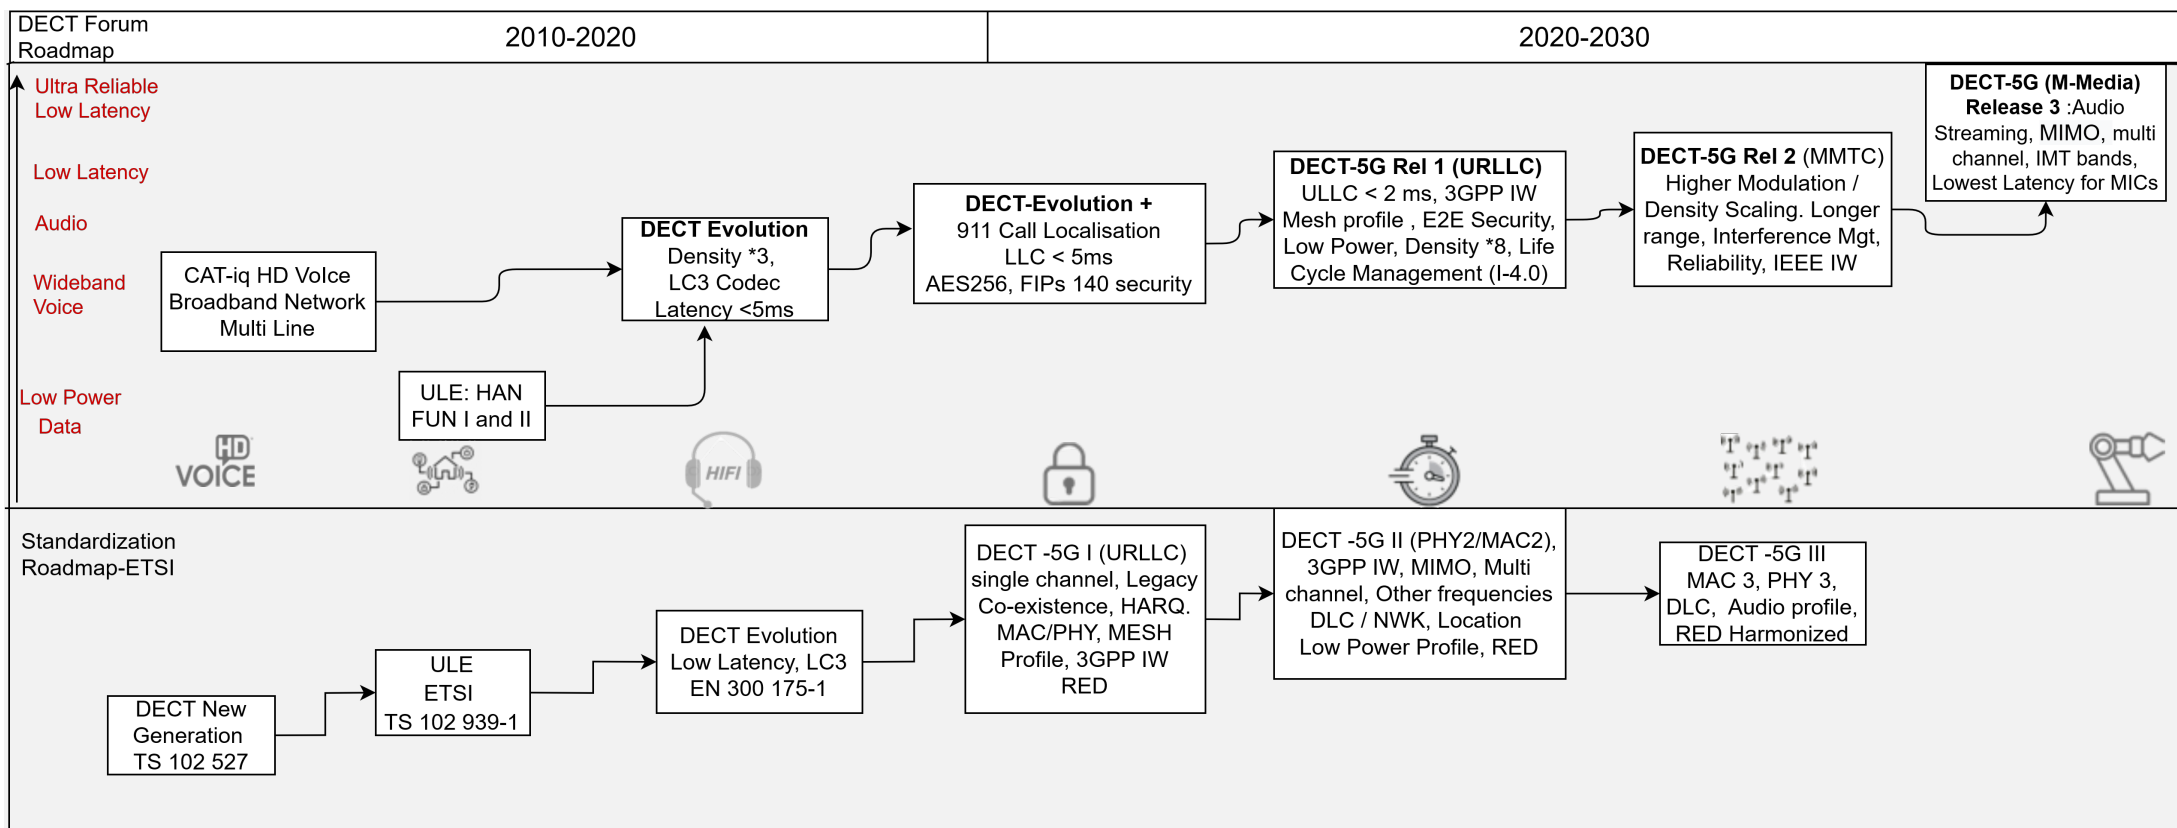 DECT Forum
Roadmap
2010-2020
2020-2030
Ultra Reliable
Low Latency
Low Latency
Audio
Wideband
Voice
Low Power
Data
CAT-iq HD VoIce
Broadband Network
Multi Line
ULE: HAN
FUN I and II
DECT Evolution
Density *3,
LC3 Codec
Latency <5ms
DECT-Evolution +
911 Call Localisation
LLC < 5ms
AES256, FIPs 140 security
DECT-5G Rel 1 (URLLC)
ULLC < 2 ms, 3GPP IW
Mesh profile , E2E Security,
Low Power, Density *8, Life
Cycle Management (I-4.0)
DECT-5G Rel 2 (MMTC)
Higher Modulation /
Density Scaling. Longer
range, Interference Mgt,
Reliability, IEEE IW
DECT-5G (M-Media)
Release 3 :Audio
Streaming, MIMO, multi
channel, IMT bands,
Lowest Latency for MICs
HD
VOICE
HIFI
Standardization
Roadmap-ETSI
DECT New
Generation
TS 102 527
ULE
ETSI
TS 102 939-1
DECT Evolution
Low Latency, LC3
EN 300 175-1
DECT -5G I (URLLC)
single channel, Legacy
Co-existence, HARQ.
MAC/PHY, MESH
Profile, 3GPP IW
RED
DECT -5G II (PHY2/MAC2),
3GPP IW, MIMO, Multi
channel, Other frequencies
DLC / NWK, Location
Low Power Profile, RED
DECT -5G III
MAC 3, PHY 3,
DLC, Audio profile,
RED Harmonized